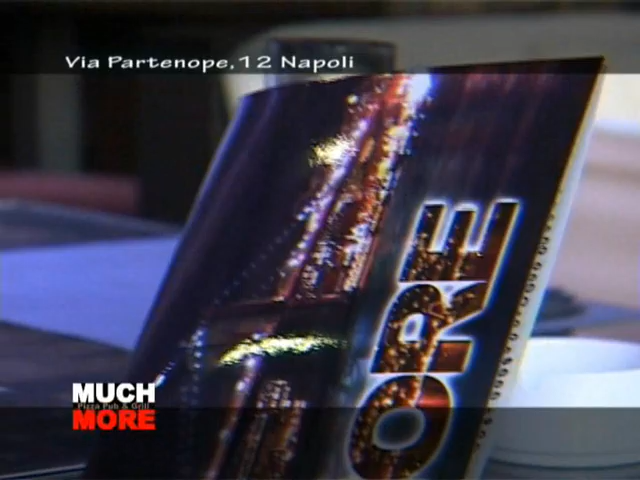 Via Partenope,12 Napoli
ORE
MUCH
Pizza Pub & Grill
MORE